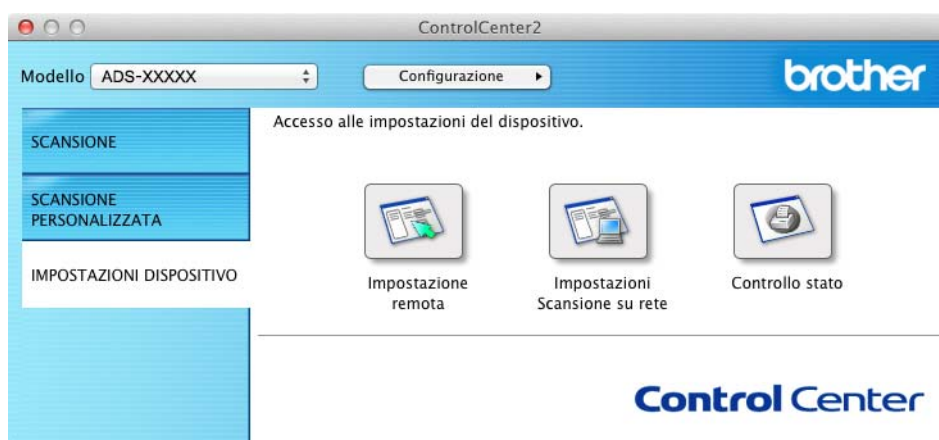 ControlCenter2
Modello ADS-XXXXX Configurazione
brother
SCANSIONE
SCANSIONE
PERSONALIZZATA
IMPOSTAZIONI DISPOSITIVO
Accesso alle impostazioni del dispositivo.
Impostazione
remota
Impostazioni
Scansione su rete
Controllo stato
Control Center